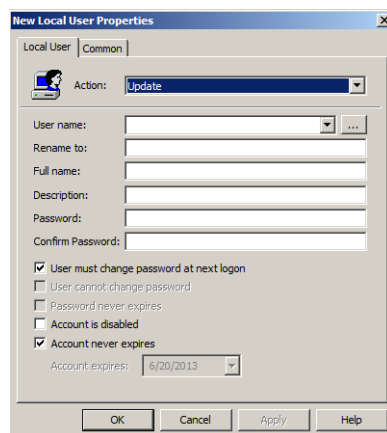 New Local User Properties
Local User Common
Action: Update
User name: ...
Rename to:
Full name:
Description:
Password:
Confirm Password:
User must change password at next logon
User cannot change password
Password never expires
Account is disabled
Account never expires
Account expires: 6/20/2013
OK Cancel Apply Help